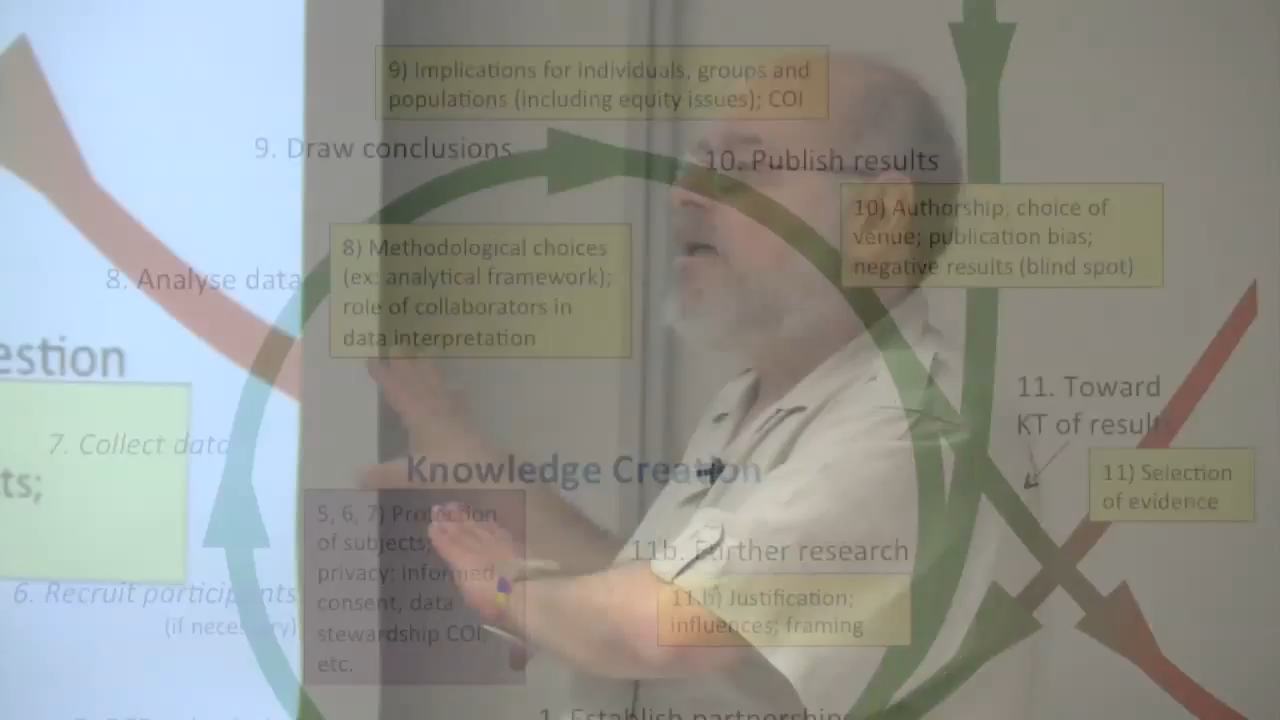 9) Implications for individuals, groups and
populations (including equity issues); COI
9. Draw conclusions
10. Publish results
10) Authorship; choice of
venue; publication bias;
negative results (blind spot)
8) Methodological choices
(ex: analytical framework);
role of collaborators in
data interpretation
8. Analyse data
estion
11. Toward
KT of results
7. Collect data
ts;
Knowledge Creation
11) Selection
of evidence
5, 6, 7) Protection
of subjects;
privacy; informed
consent, data
stewardship COI,
etc.
11b. Further research
11.b) Justification;
influences; framing
6. Recruit participants
(if necessary)
1. Establish partnerships